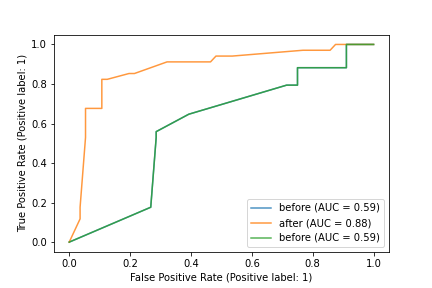 1.0
0.8
0.6
0.4
0.2
0.0
True Positive Rate (Positive label: 1)
before (AUC = 0.59)
after (AUC = 0.88)
before (AUC = 0.59)
0.0 0.2 0.4 0.6 0.8 1.0
False Positive Rate (Positive label: 1)